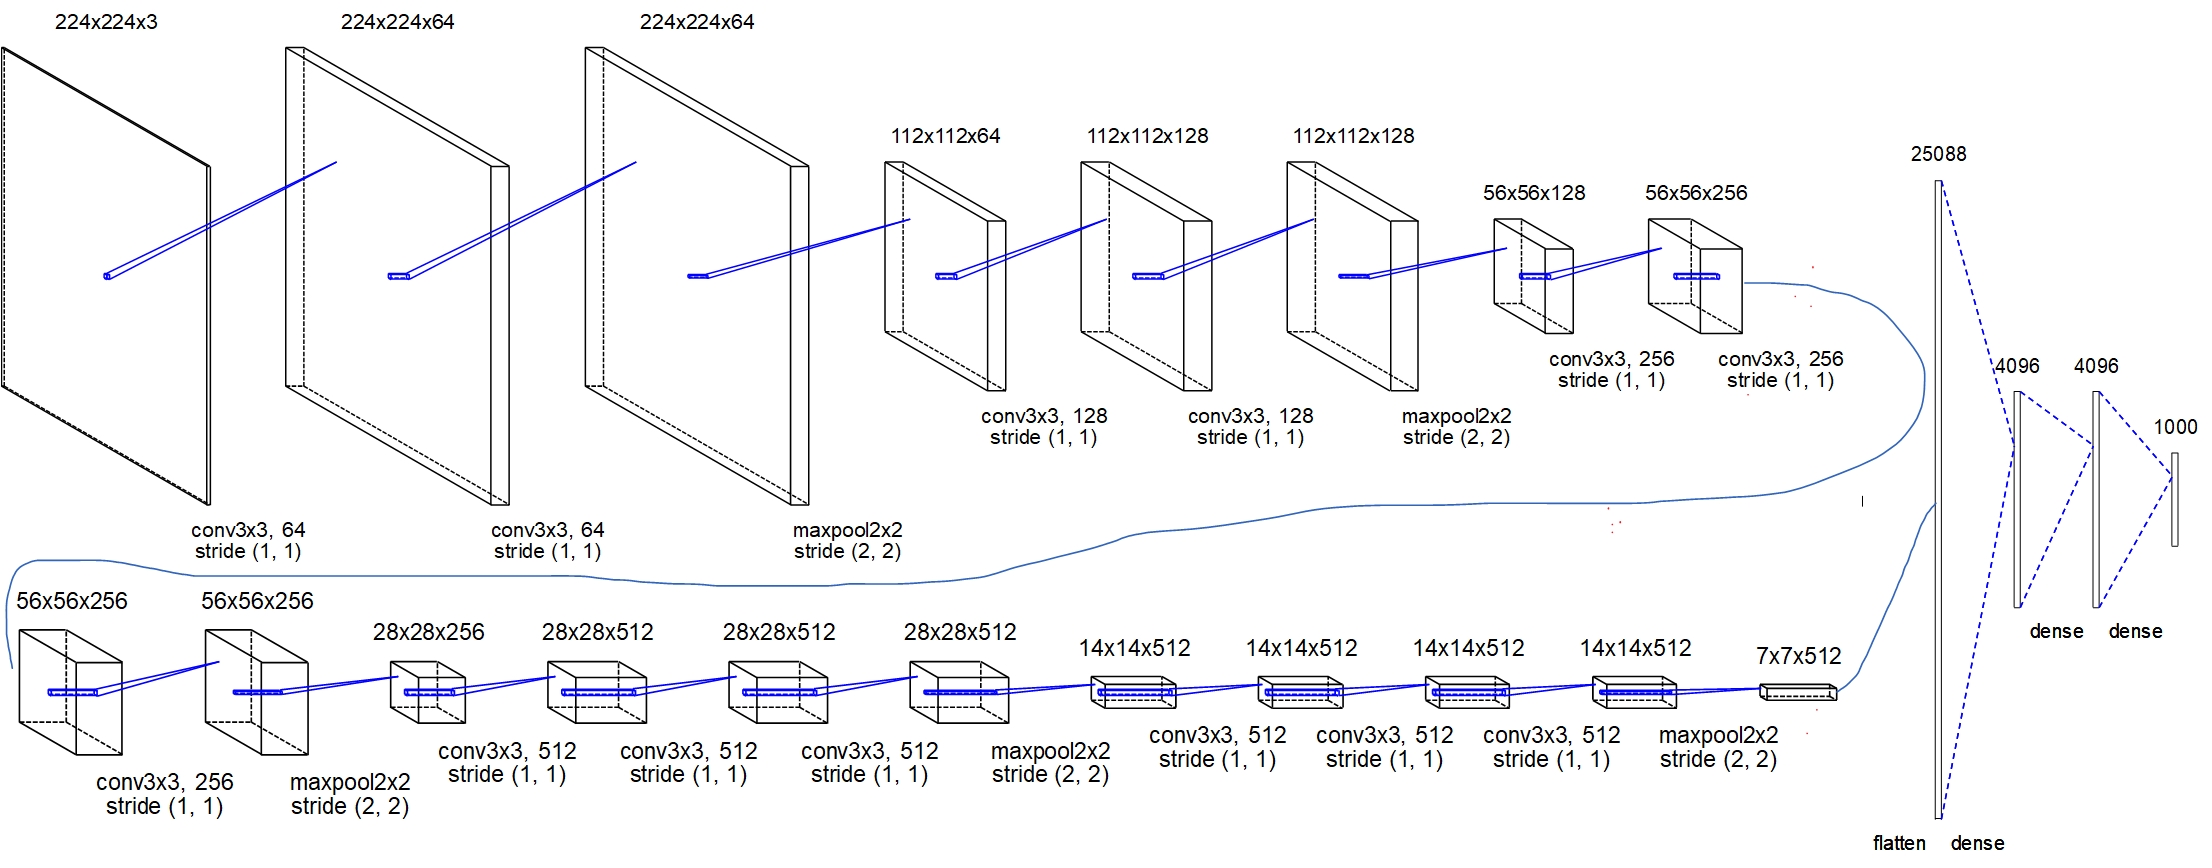 224x224x3
224x224x64
224x224x64
112x112x64
112x112x128
112x112x128
56x56x128
56x56x256
conv3x3, 64
stride (1, 1)
conv3x3, 64
stride (1, 1)
maxpool2x2
stride (2, 2)
conv3x3, 128
stride (1, 1)
conv3x3, 128
stride (1, 1)
maxpool2x2
stride (2, 2)
conv3x3, 256
stride (1, 1)
conv3x3, 256
stride (1, 1)
56x56x256
56x56x256
28x28x256
28x28x512
28x28x512
28x28x512
14x14x512
14x14x512
14x14x512
14x14x512
7x7x512
conv3x3, 256
stride (1, 1)
maxpool2x2
stride (2, 2)
conv3x3, 512
stride (1, 1)
conv3x3, 512
stride (1, 1)
conv3x3, 512
stride (1, 1)
maxpool2x2
stride (2, 2)
conv3x3, 512
stride (1, 1)
conv3x3, 512
stride (1, 1)
conv3x3, 512
stride (1, 1)
maxpool2x2
stride (2, 2)
25088
4096
4096
1000
flatten
dense
dense
dense